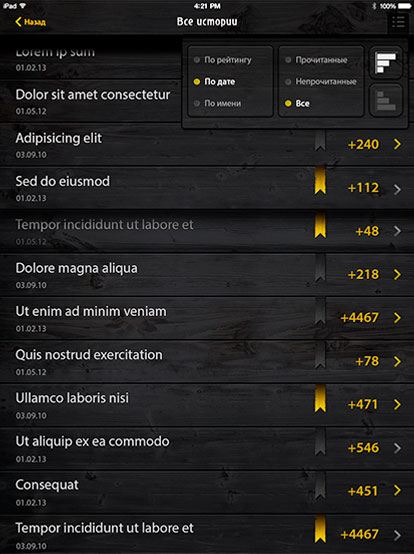 iPad 4:21 PM 100%
Назад Все истории
Lorem ip sum
01.02.13
По рейтингу
По дате
По имени
Прочитанные
Непрочитанные
Все
Dolor sit amet consectetur
01.05.12
Adipisicing elit
03.09.10
+240
Sed do eiusmod
01.02.13
+112
Tempor incididunt ut labore et
01.05.12
+48
Dolore magna aliqua
03.09.10
+218
Ut enim ad minim veniam
01.02.13
+4467
Quis nostrud exercitation
01.05.12
+78
Ullamco laboris nisi
03.09.10
+471
Ut aliquip ex ea commodo
01.02.13
+546
Consequat
01.02.13
+451
Tempor incididunt ut labore et
03.09.10
+4467